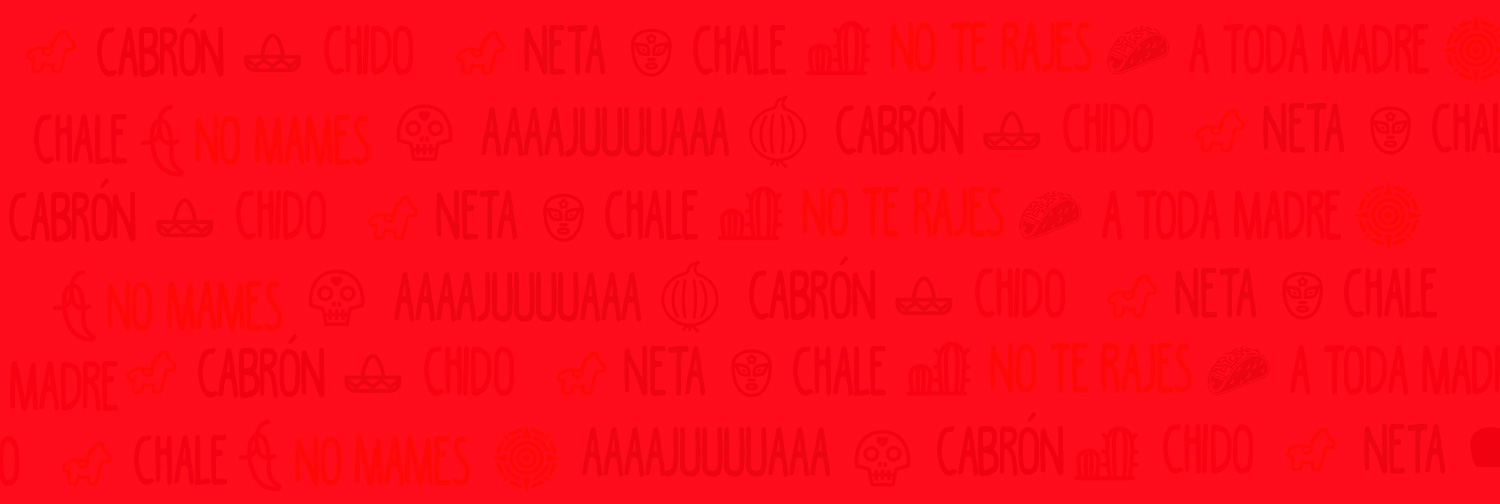 CABRÓN CHIDO NETA CHALE NO TE RAJES A TODA MADRE
CHALE NO MAMES AAAAJUUUUAAA CABRÓN CHIDO NETA CHAL
CABRÓN CHIDO NETA CHALE NO TE RAJES A TODA MADRE
NO MAMES AAAAJUUUUAAA CABRÓN CHIDO NETA CHALE
MADRE CABRÓN CHIDO NETA CHALE NO TE RAJES A TODA MAD
O CHALE NO MAMES AAAAJUUUUAAA CABRÓN CHIDO NETA